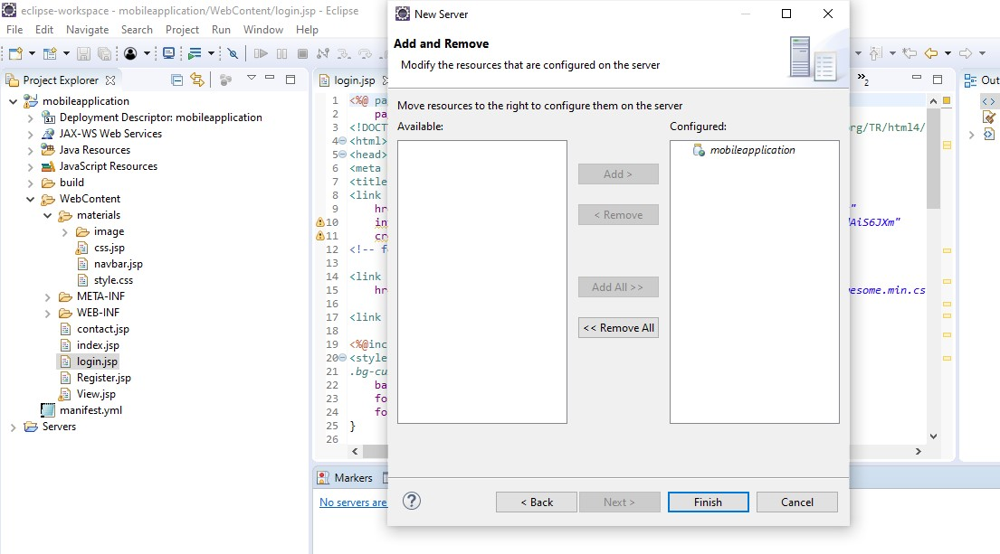 eclipse-workspace - mobileapplication/WebContent/login.jsp - Eclipse
File Edit Navigate Search Project Run Window Help
Project Explorer
mobileapplication
Deployment Descriptor: mobileapplication
JAX-WS Web Services
Java Resources
JavaScript Resources
build
WebContent
materials
image
css.jsp
navbar.jsp
style.css
META-INF
WEB-INF
contact.jsp
index.jsp
login.jsp
Register.jsp
View.jsp
manifest.yml
Servers
login.jsp
1 <%@ pa
2 pa
3 <!DOCT org/TR/html4/
4 <html>
5 <head>
6 <meta
7 <title
8 <link
9 hr "
10 in AiS6JXm"
11 cr
12 <!-- f
13
14 <link
15 hr esome.min.cs
16
17 <link
18
19 <%@inc
20 <style
21 .bg-cu
22 ba
23 fo
24 fo
25 }
26
Markers
No servers are
2
Out
New Server
Add and Remove
Modify the resources that are configured on the server
Move resources to the right to configure them on the server
Available:
Configured:
mobileapplication
Add >
< Remove
Add All >>
<< Remove All
?
< Back
Next >
Finish
Cancel